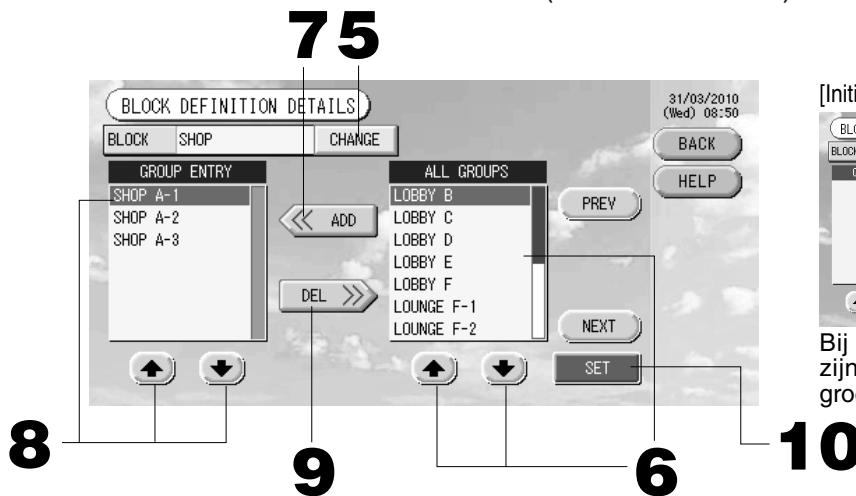 7 5
BLOCK DEFINITION DETAILS
31/03/2010
(Wed) 08:50
BLOCK SHOP CHANGE
BACK
HELP
GROUP ENTRY
SHOP A-1
SHOP A-2
SHOP A-3
<< ADD
DEL >>>
ALL GROUPS
LOBBY B
LOBBY C
LOBBY D
LOBBY E
LOBBY F
LOUNGE F-1
LOUNGE F-2
PREV
NEXT
SET
8
9
6
10
[Initi
BLO
BLOCK
Bij
zijn
groe